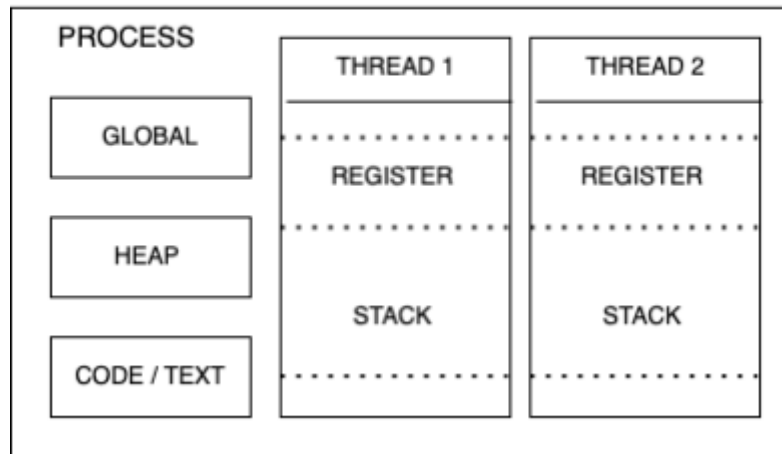 PROCESS
GLOBAL
HEAP
CODE / TEXT
THREAD 1
REGISTER
STACK
THREAD 2
REGISTER
STACK